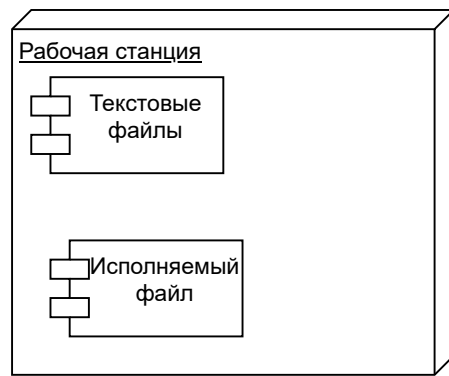 Рабочая станция
Текстовые
файлы
Исполняемый
файл